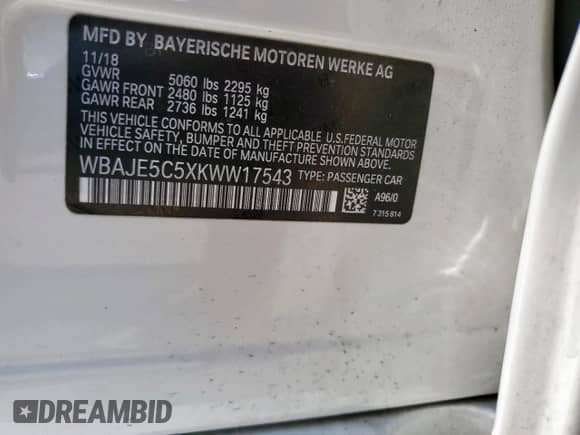 MFD BY BAYERISCHE MOTOREN WERKE AG
11/18
GVWR 5060 lbs 2295 kg
GAWR FRONT 2480 lbs 1125 kg
GAWR REAR 2736 lbs 1241 kg
THIS VEHICLE CONFORMS TO ALL APPLICABLE U.S.FEDERAL MOTOR
VEHICLE SAFETY, BUMPER AND THEFT PREVENTION STANDARDS
IN EFFECT ON THE DATE OF MANUFACTURE SHOWN ABOVE.
WBAJE5C5XKWW17543 TYPE: PASSENGER CAR
A96/0
7 315 814
DREAMBID